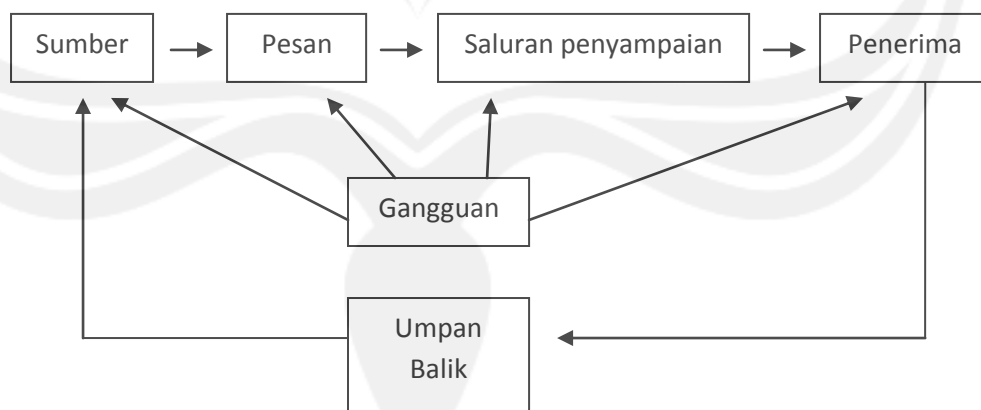 Sumber
Pesan
Saluran penyampaian
Penerima
Gangguan
Umpan
Balik